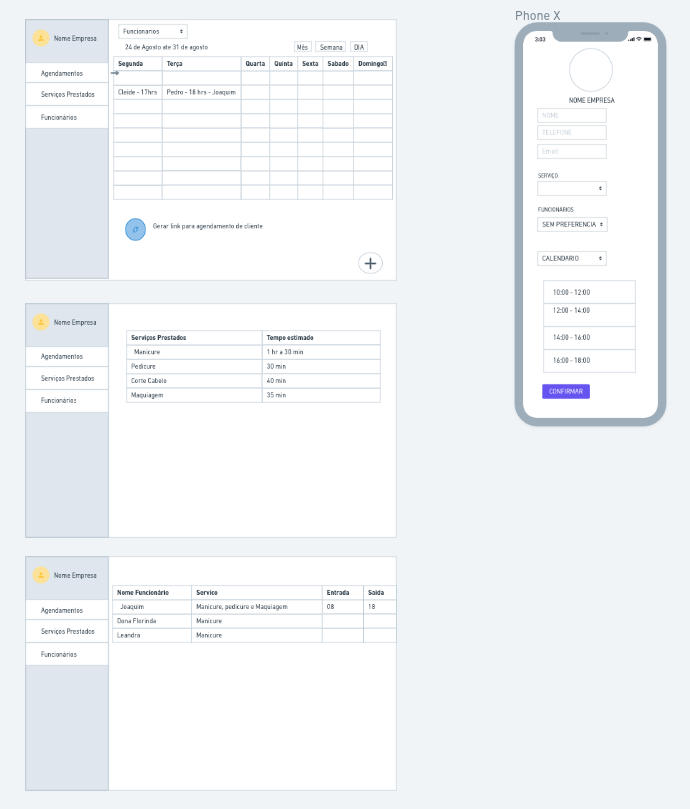 Phone X
Nome Empresa
Agendamentos
Serviços Prestados
Funcionários
Funcionarios
24 de Agosto ate 31 de agosto
Mês Semana DIA
Segunda Terça Quarta Quinta Sexta Sabado Domingo
Cleide - 17hrs Pedro - 18 hrs - Joaquim
Gerar link para agendamento de cliente
+
3:03
NOME EMPRESA
NOME
TELEFONE
Email
SERVIÇO
FUNCIONÁRIOS
SEM PREFERENCIA
CALENDARIO
10:00 - 12:00
12:00 - 14:00
14:00 - 16:00
16:00 - 18:00
CONFIRMAR
Nome Empresa
Agendamentos
Serviços Prestados
Funcionários
Serviços Prestados Tempo estimado
Manicure 1 hr a 30 min
Pedicure 30 min
Corte Cabelo 40 min
Maquiagem 35 min
Nome Empresa
Agendamentos
Serviços Prestados
Funcionários
Nome Funcionário Servico Entrada Saída
Joaquim Manicure, pedicure e Maquiagem 08 18
Dona Florinda Manicure
Leandra Manicure